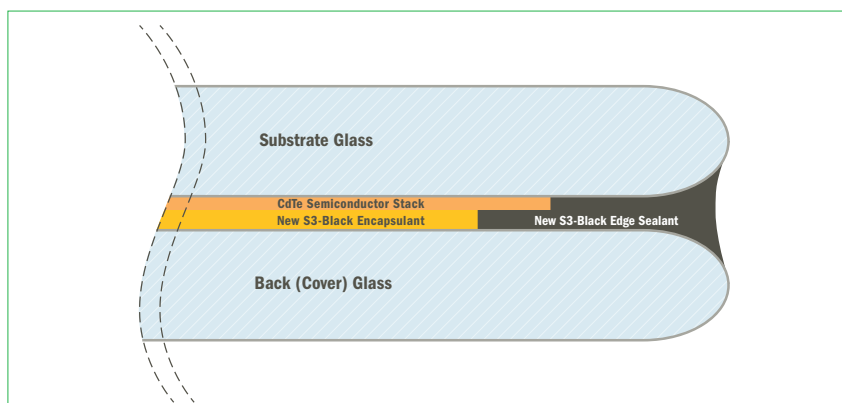 Substrate Glass
CdTe Semiconductor Stack
New S3-Black Encapsulant
New S3-Black Edge Sealant
Back (Cover) Glass